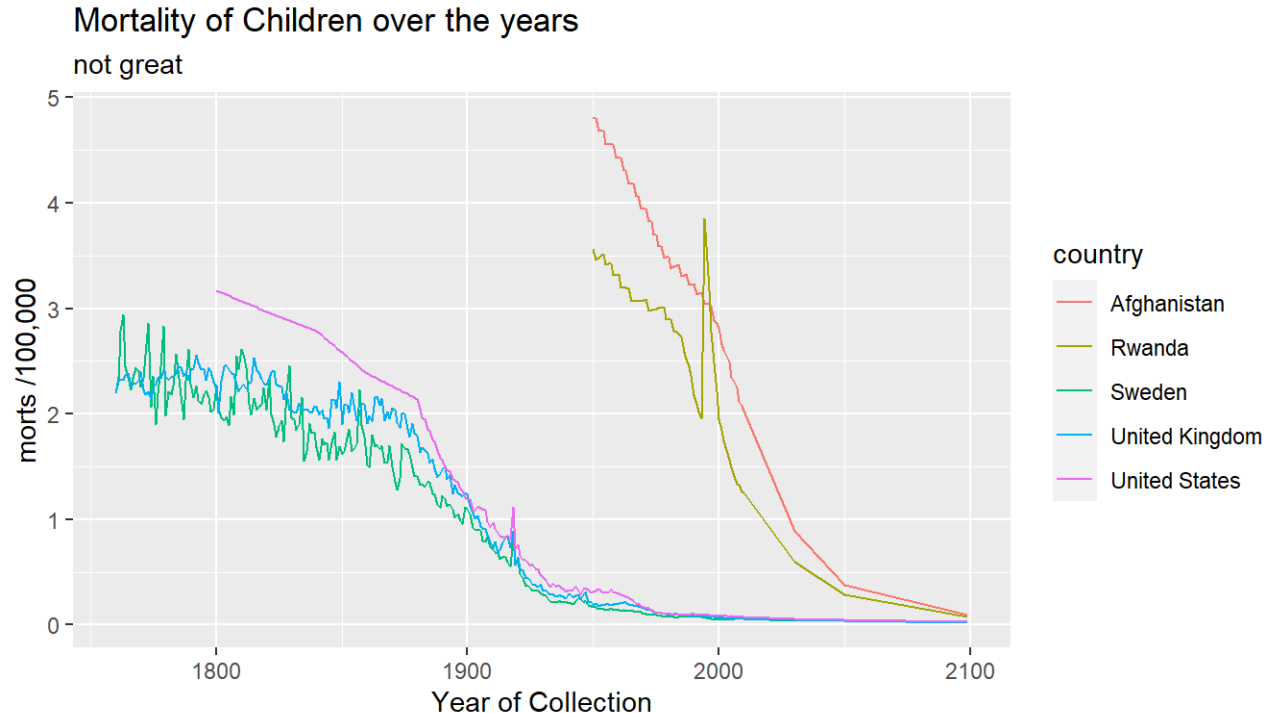 Mortality of Children over the years
not great
5
4
3
2
1
0
morts /100,000
1800 1900 2000 2100
Year of Collection
country
Afghanistan
Rwanda
Sweden
United Kingdom
United States